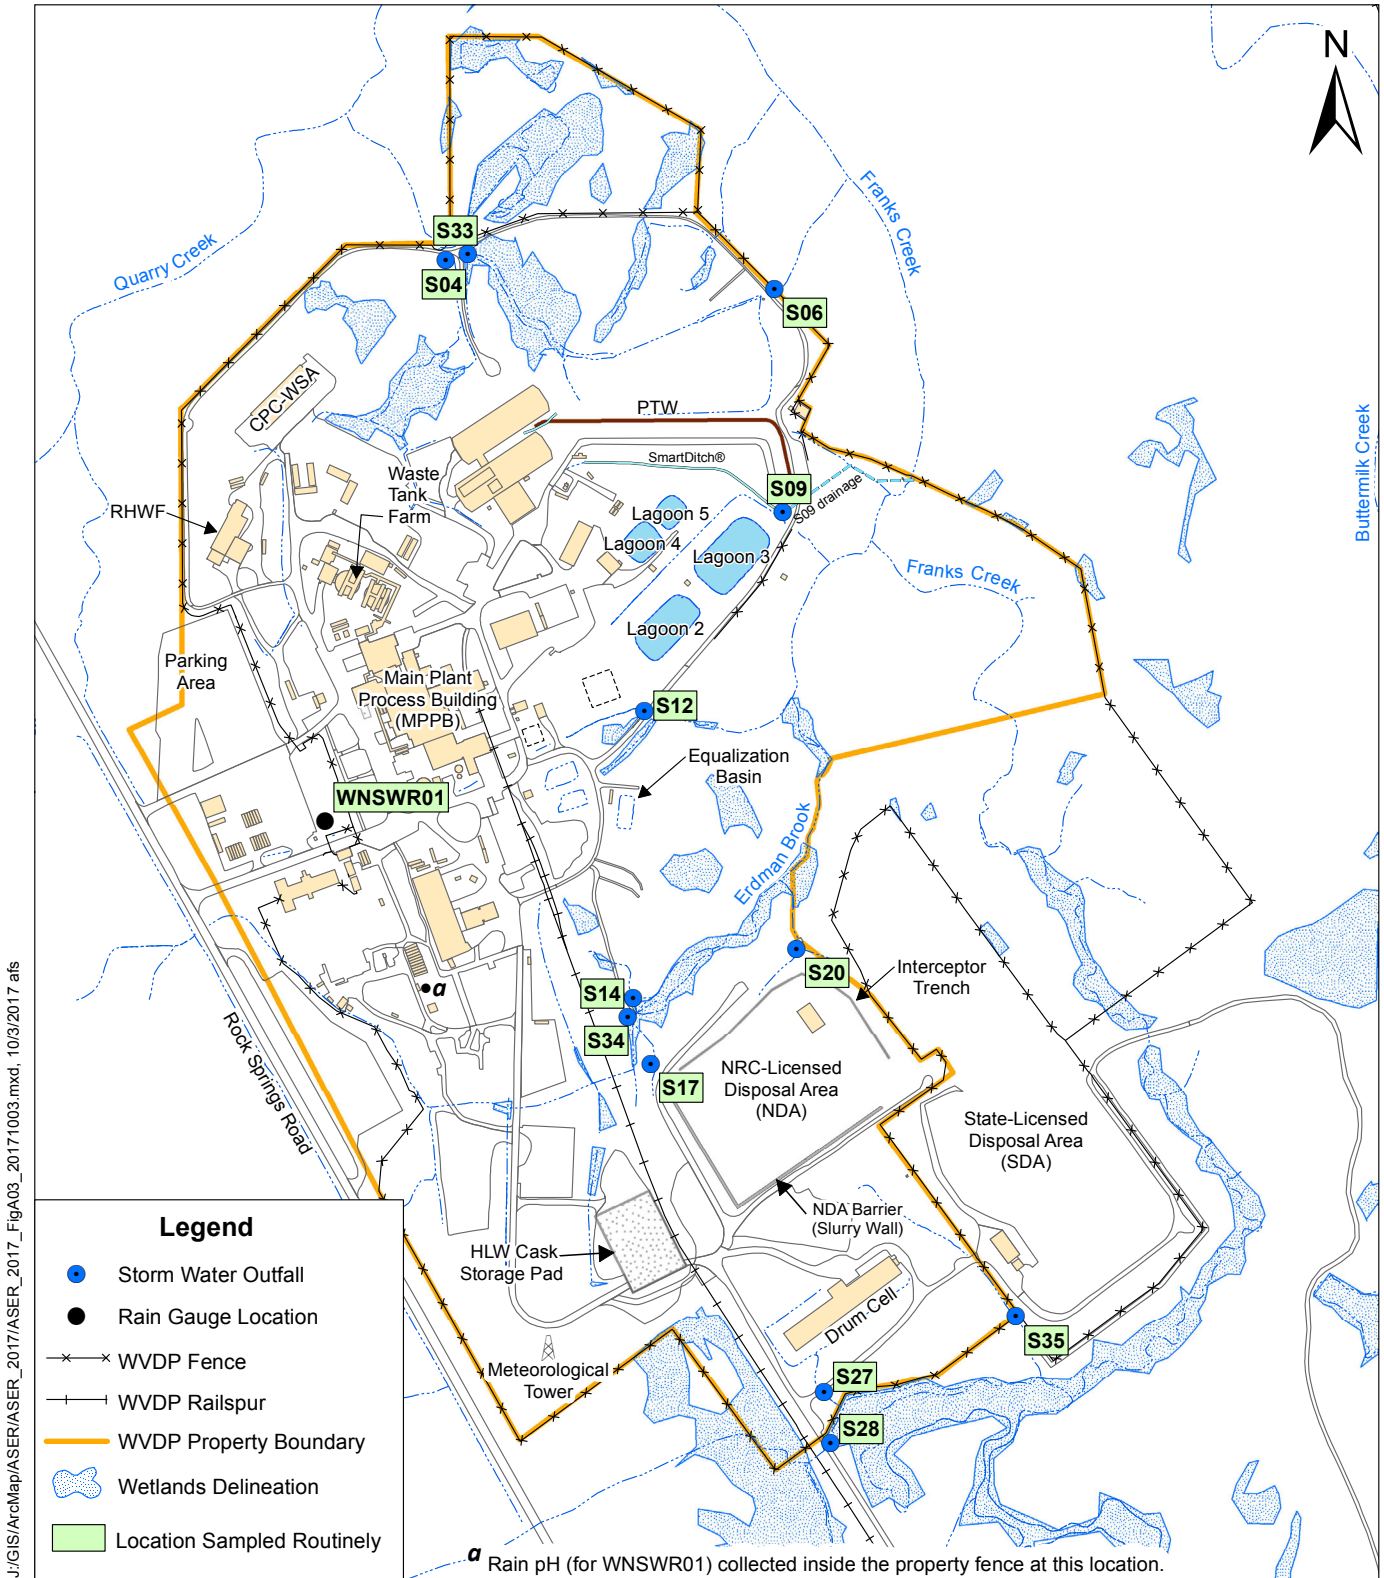 N
Franks Creek
S33
Quarry Creek
S04
S06
CPC-WSA
PTW
Buttermilk Creek
SmartDitch®
Waste
Tank
Farm
S09
S09 drainage
RHWF
Lagoon 5
Lagoon 4
Lagoon 3
Franks Creek
Lagoon 2
Parking
Area
Main Plant
Process Building
(MPPB)
S12
Equalization
Basin
WNSWR01
Erdman Brook
S20
Interceptor
Trench
a
S14
S34
Rock Springs Road
S17
NRC-Licensed
Disposal Area
(NDA)
State-Licensed
Disposal Area
(SDA)
NDA Barrier
(Slurry Wall)
HLW Cask
Storage Pad
Drum-Cell
S35
Meteorological
Tower
S27
S28
Legend
Storm Water Outfall
Rain Gauge Location
WVDP Fence
WVDP Railspur
WVDP Property Boundary
Wetlands Delineation
Location Sampled Routinely
a Rain pH (for WNSWR01) collected inside the property fence at this location.
J:/GIS/ArcMap/ASER/ASER_2017/ASER_2017_FigA03_20171003.mxd, 10/3/2017 afs